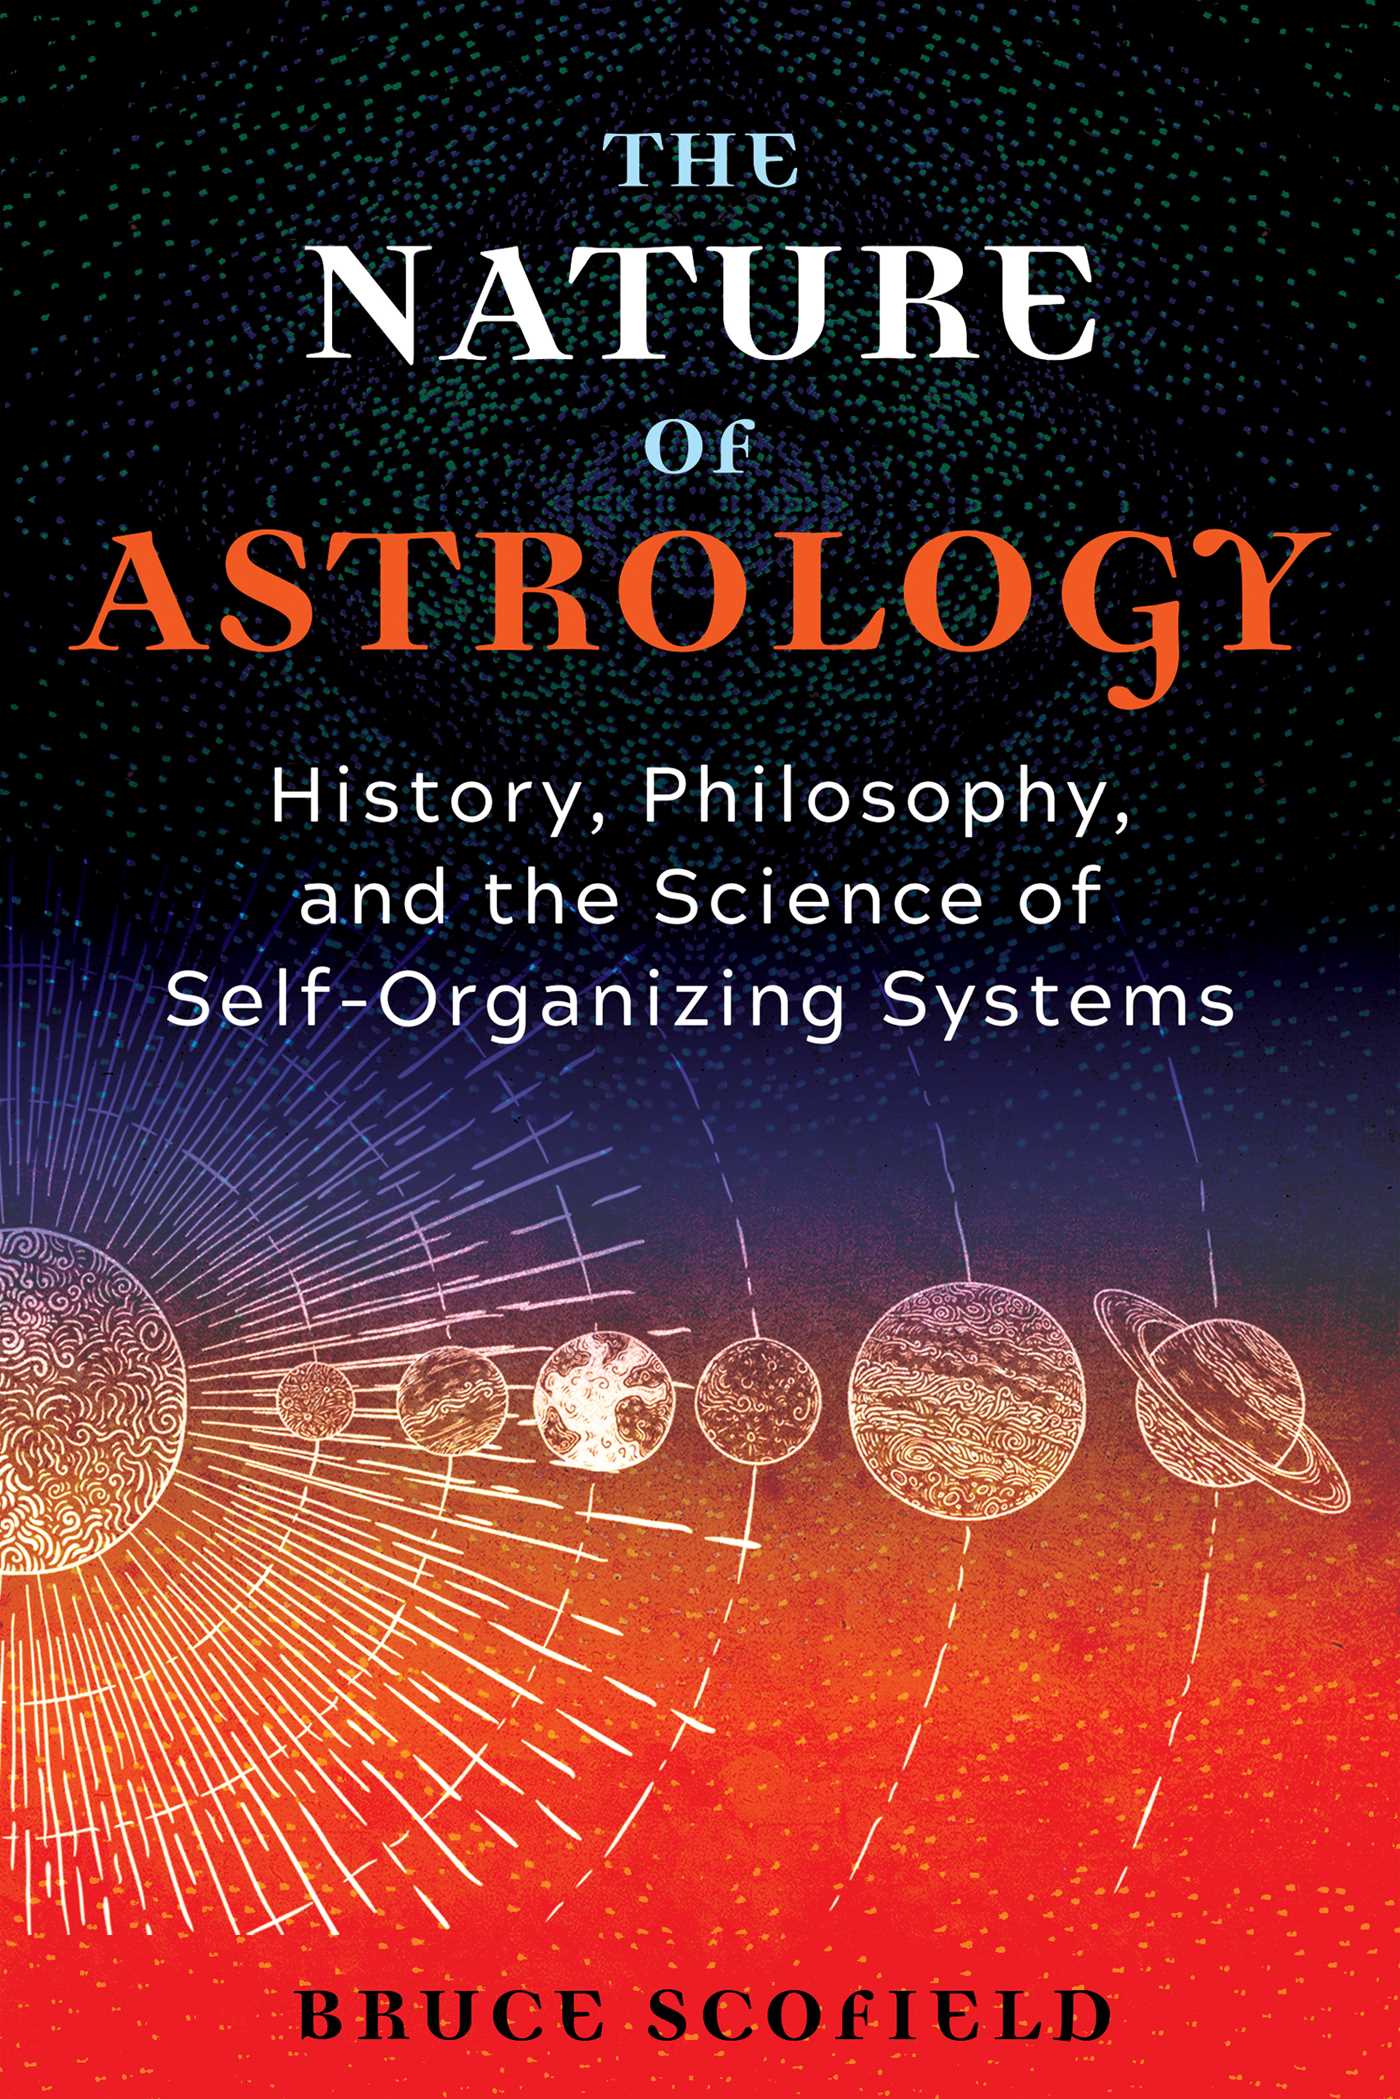 THE
NATURE
OF
ASTROLOGY
History, Philosophy,
and the Science of
Self-Organizing Systems
BRUCE SCOFIELD